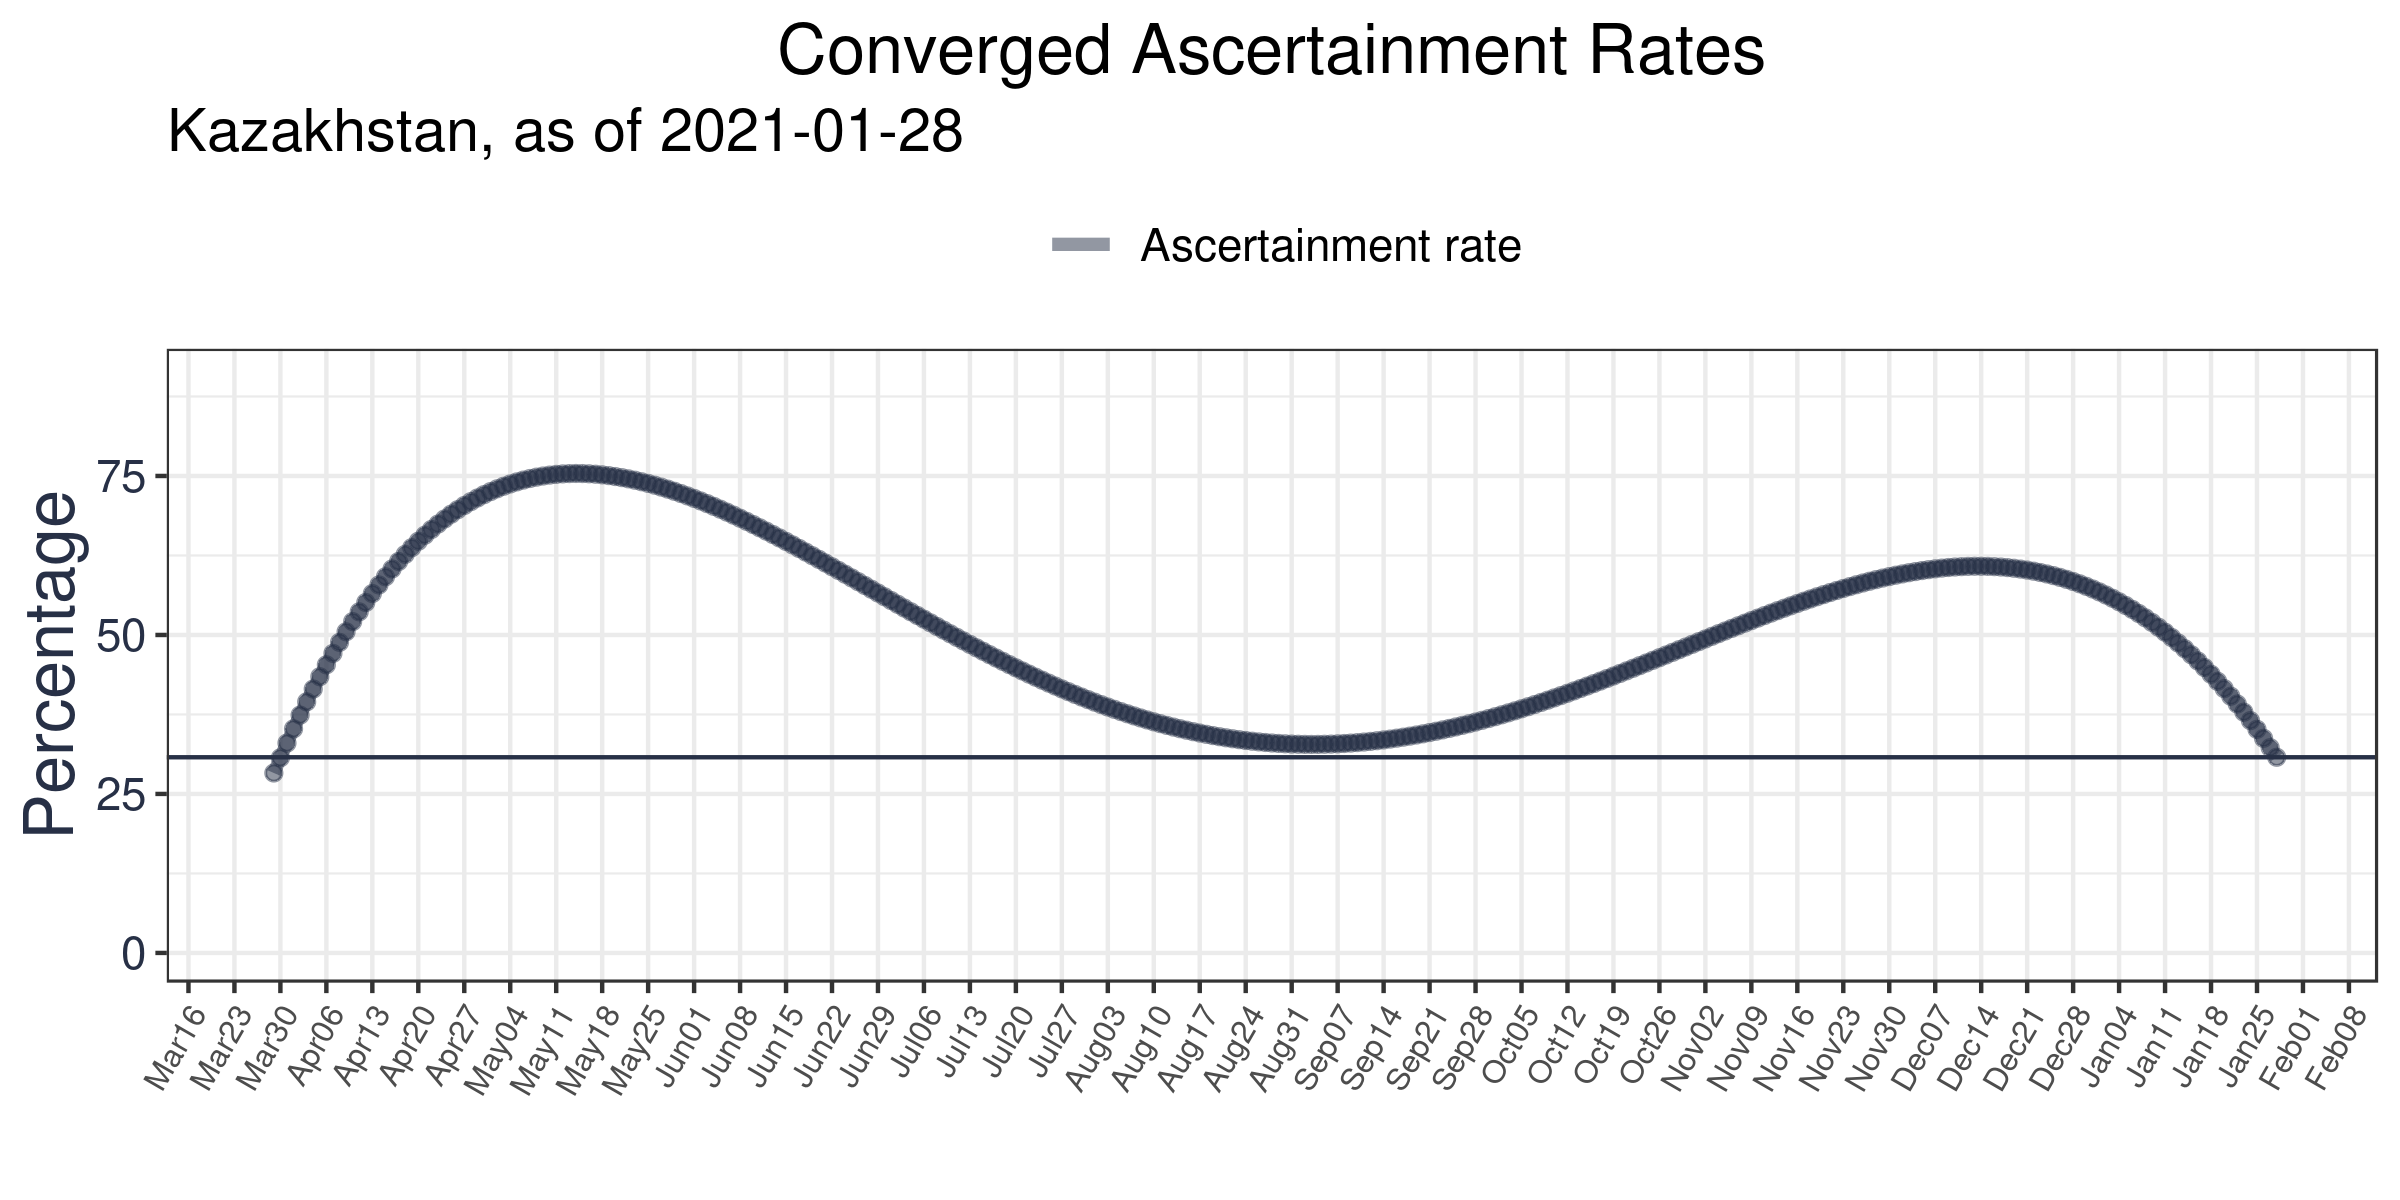 Converged Ascertainment Rates
Kazakhstan, as of 2021-01-28
Ascertainment rate
Percentage
75
50
25
0
Mar16 Mar23 Mar30 Apr06 Apr13 Apr20 Apr27 May04 May11 May18 May25 Jun01 Jun08 Jun15 Jun22 Jun29 Jul06 Jul13 Jul20 Jul27 Aug03 Aug10 Aug17 Aug24 Aug31 Sep07 Sep14 Sep21 Sep28 Oct05 Oct12 Oct19 Oct26 Nov02 Nov09 Nov16 Nov23 Nov30 Dec07 Dec14 Dec21 Dec28 Jan04 Jan11 Jan18 Jan25 Feb01 Feb08